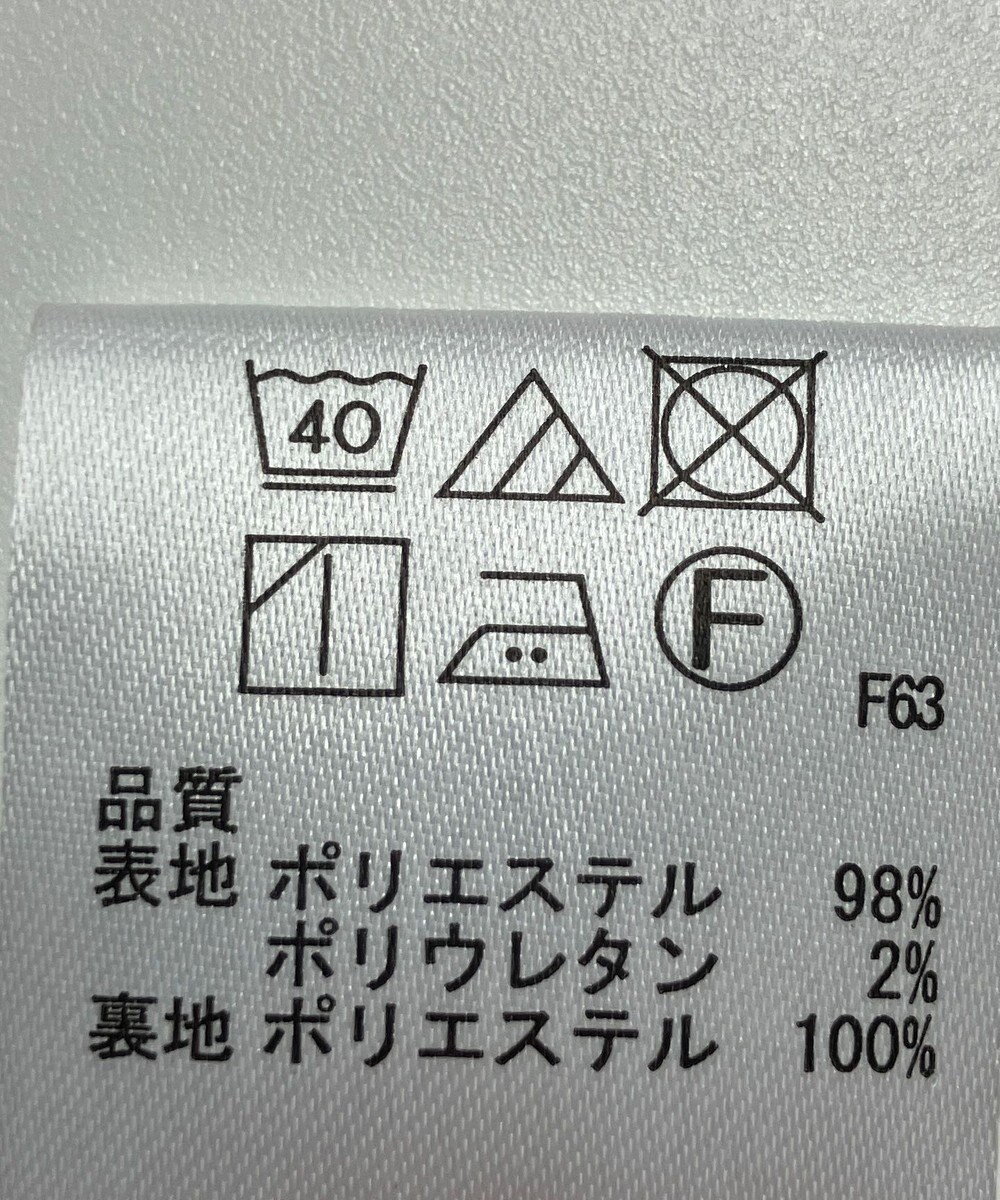 40
F
F63
品質
表地 ポリエステル 98%
ポリウレタン 2%
裏地 ポリエステル 100%